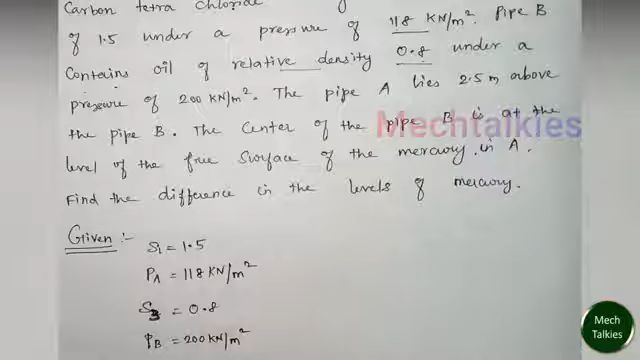 Carbon tetra chloride
of 1.5 under a pressure of 118 KN/m². Pipe B
Contains oil of relative density 0.8 under a
pressure of 200 KN/m². The pipe A lies 2.5 m above
the pipe B. The center of the pipe B is at the
level of the free surface of the mercury in A.
Find the difference in the levels of mercury.
Mechtalkies
Given :-
S₁ = 1.5
PA = 118 KN/m²
S₃ = 0.8
PB = 200 KN/m²
Mech
Talkies